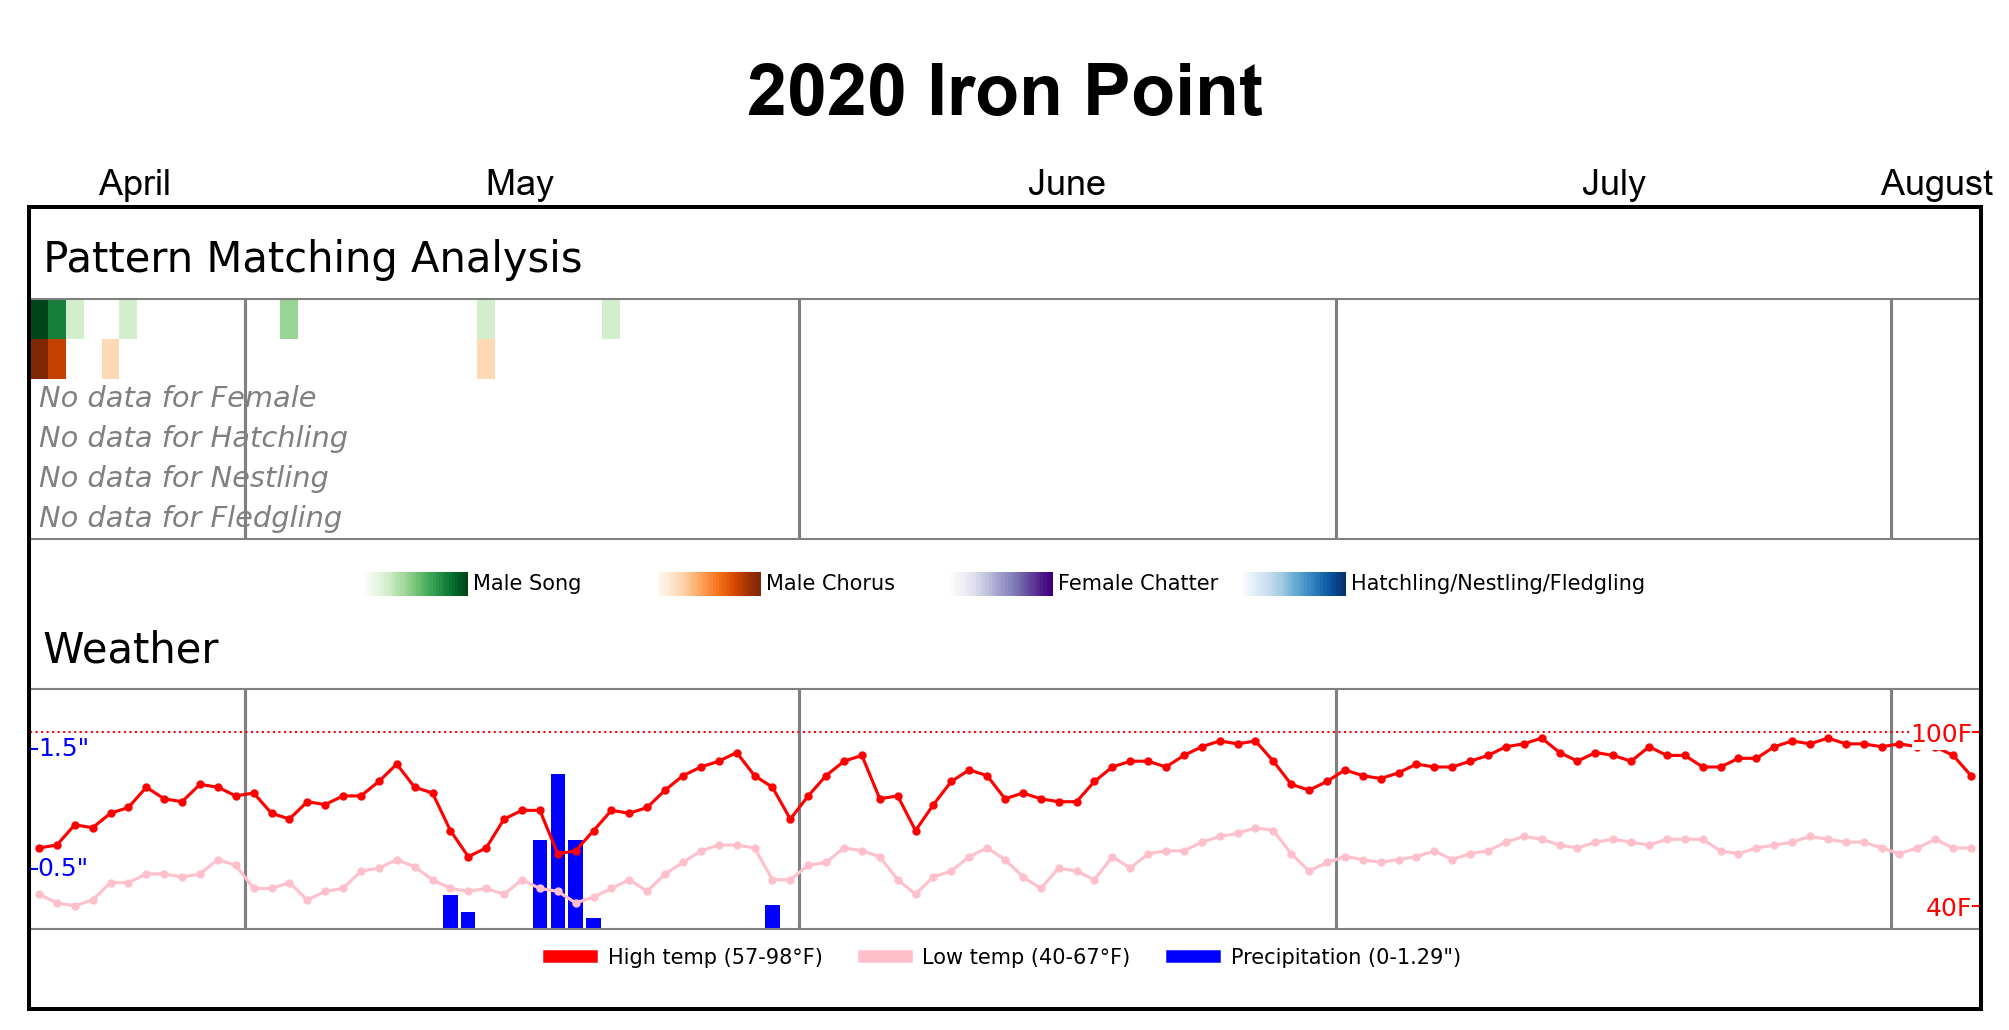 2020 Iron Point
April May June July August
Pattern Matching Analysis
No data for Female
No data for Hatchling
No data for Nestling
No data for Fledgling
Male Song Male Chorus Female Chatter Hatchling/Nestling/Fledgling
Weather
1.5" 100F
0.5" 40F
High temp (57-98°F) Low temp (40-67°F) Precipitation (0-1.29")